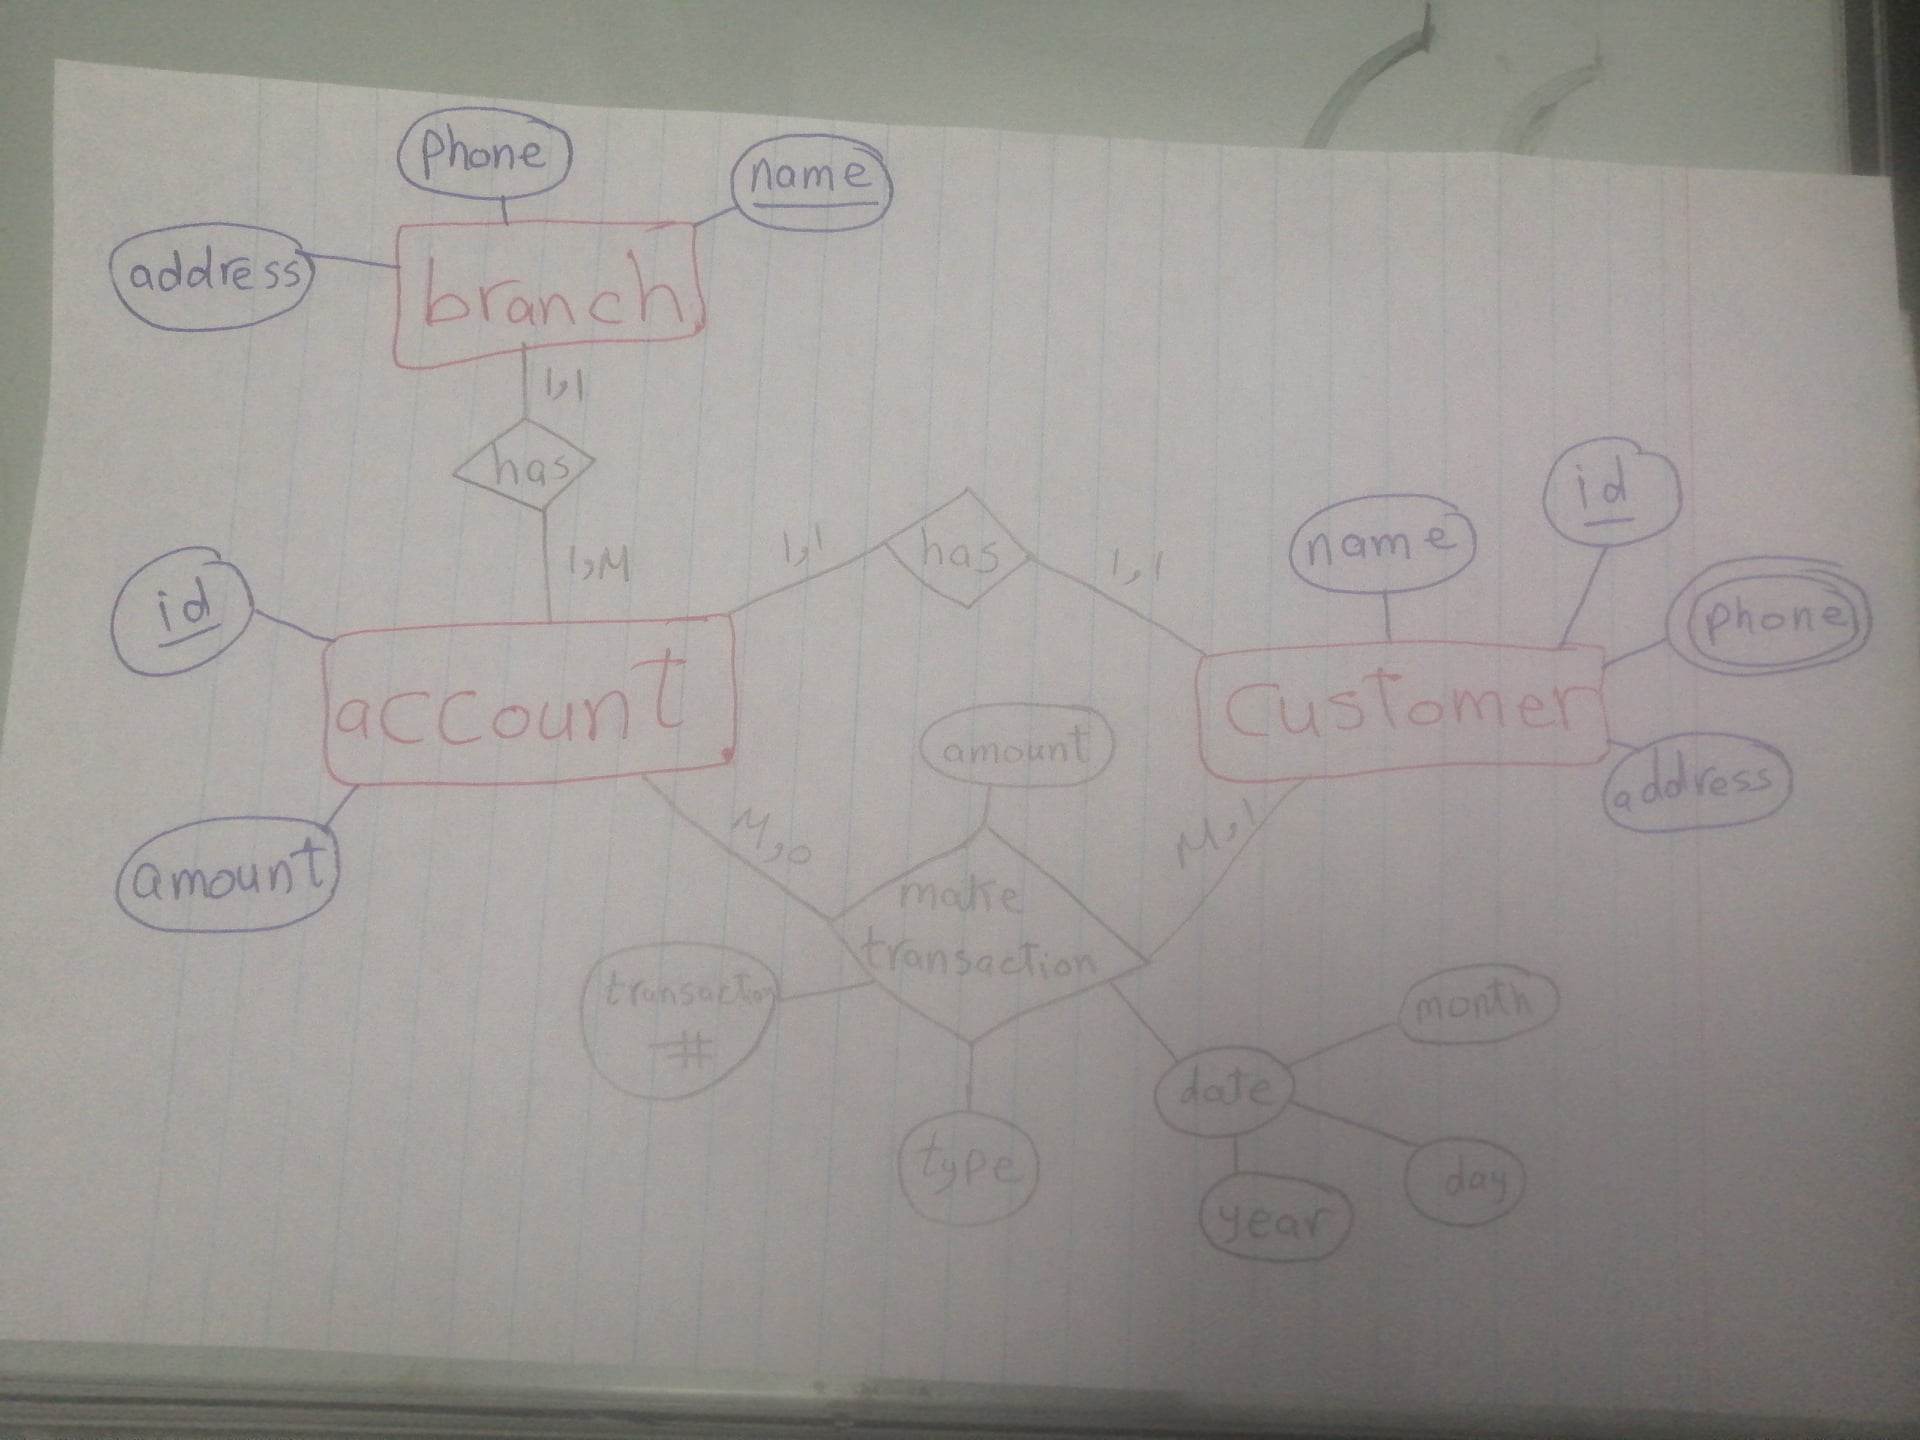 phone
name
address
branch
1,1
has
1,M
1,1
has
1,1
name
id
phone
id
account
customer
amount
address
amount
M,0
M,1
make
transaction
transaction
#
type
date
month
day
year